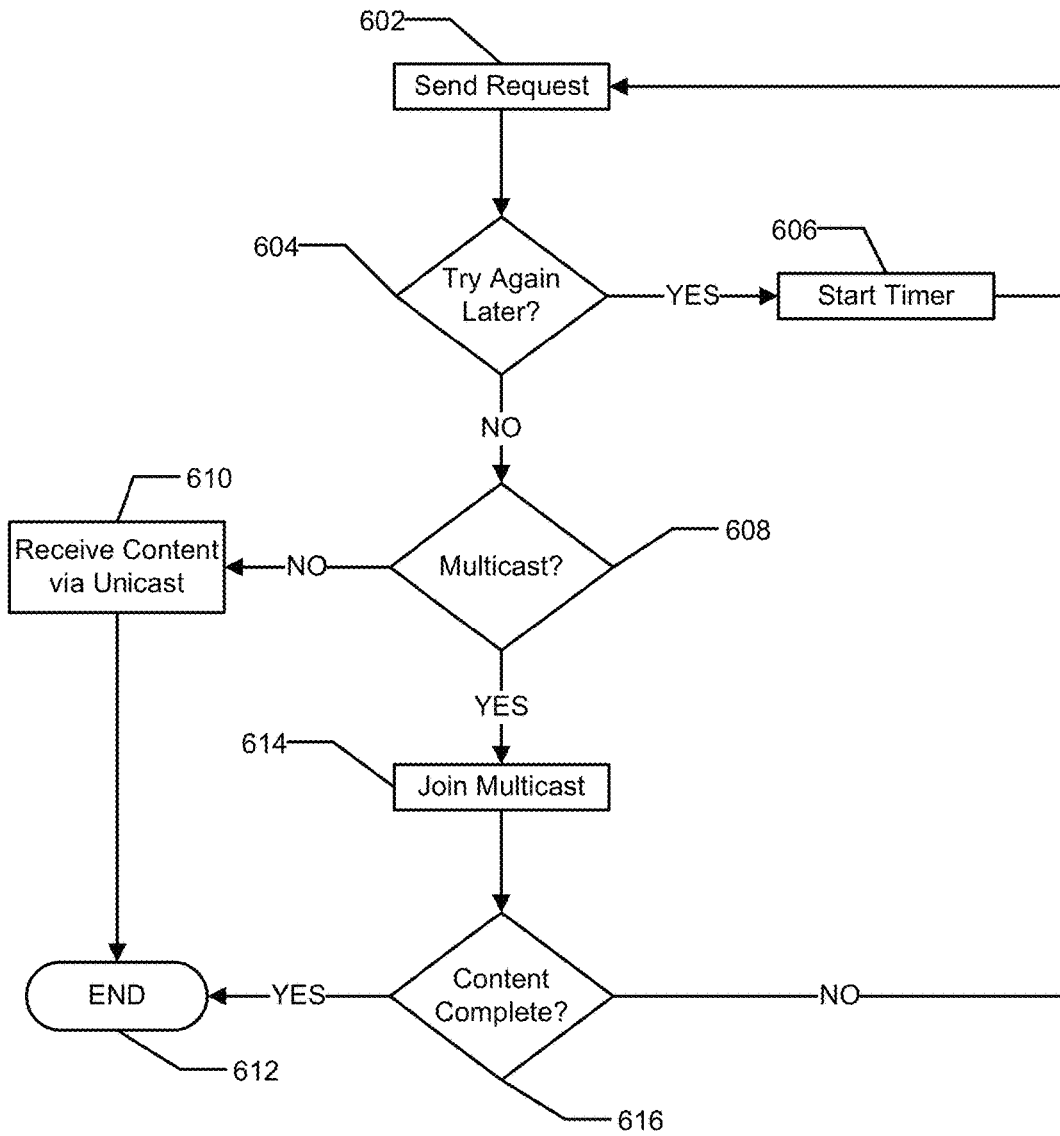 602
Send Request
604
Try Again
Later?
YES
606
Start Timer
NO
610
Receive Content
via Unicast
NO
Multicast?
608
YES
614
Join Multicast
END
YES
Content
Complete?
NO
612
616